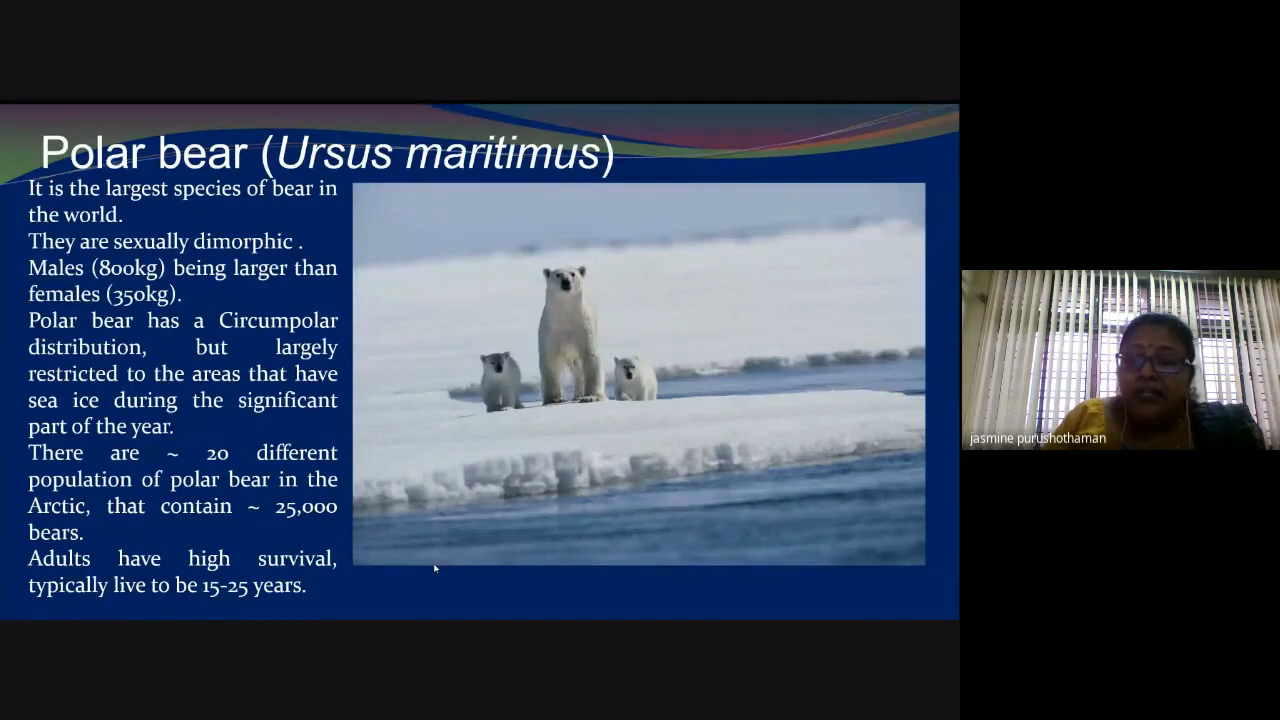 Polar bear (Ursus maritimus)
It is the largest species of bear in
the world.
They are sexually dimorphic .
Males (800kg) being larger than
females (350kg).
Polar bear has a Circumpolar
distribution, but largely
restricted to the areas that have
sea ice during the significant
part of the year.
There are ~ 20 different
population of polar bear in the
Arctic, that contain ~ 25,000
bears.
Adults have high survival,
typically live to be 15-25 years.
jasmine purushothaman